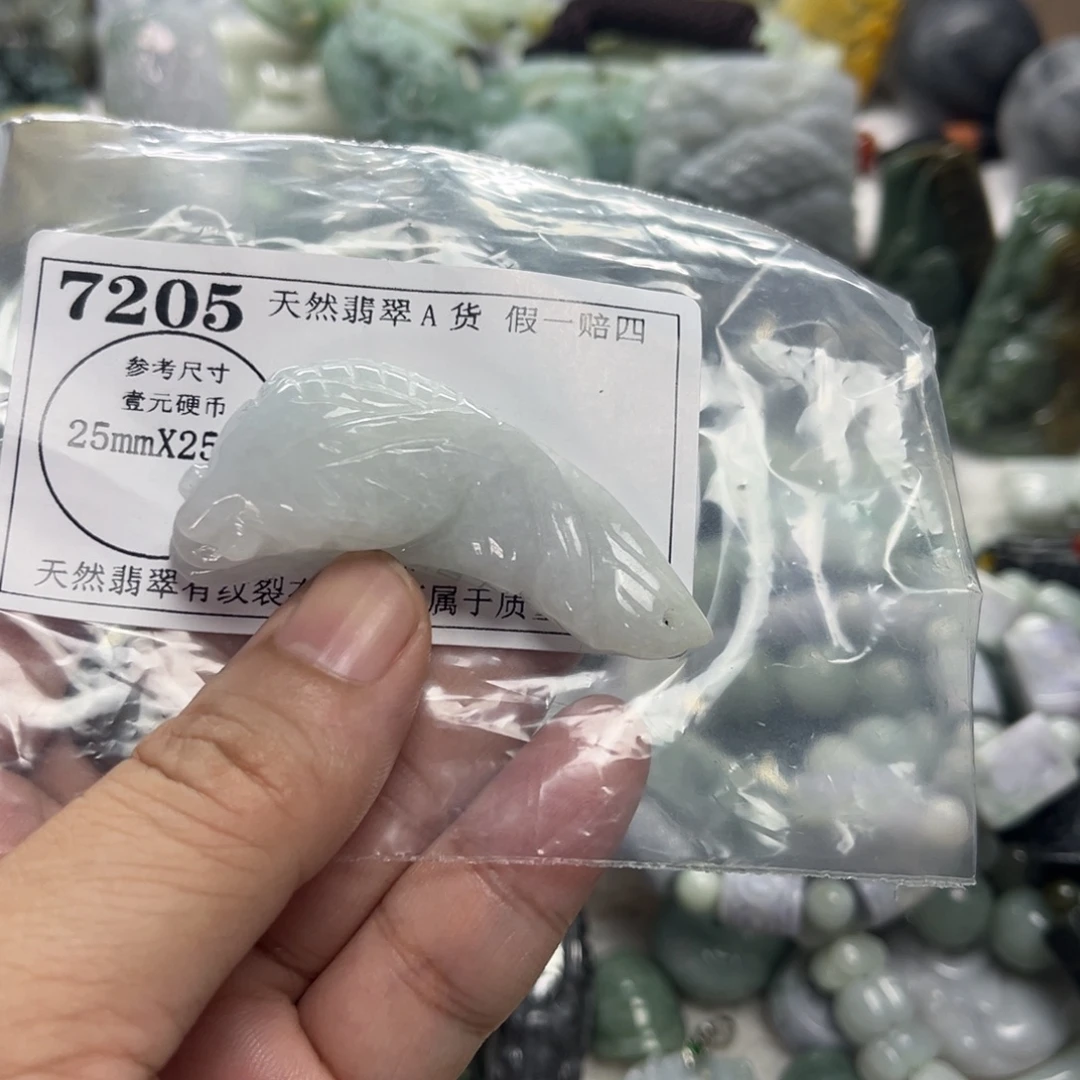 7205 天然翡翠A货 假一赔四
参考尺寸
壹元硬币
25mmX25
天然翡翠有纹裂 属于质